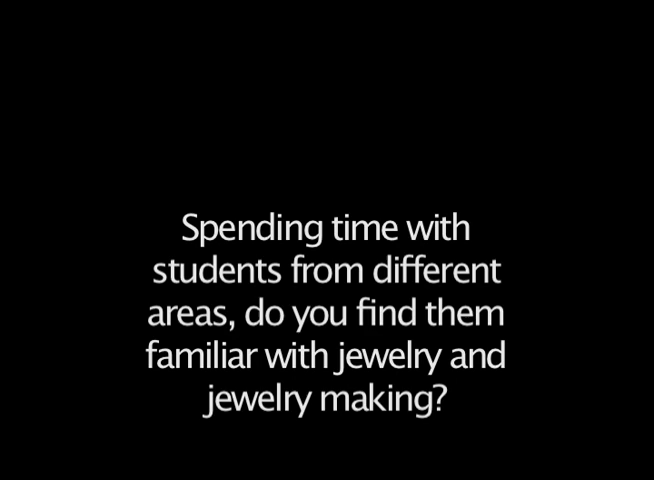 Spending time with
students from different
areas, do you find them
familiar with jewelry and
jewelry making?